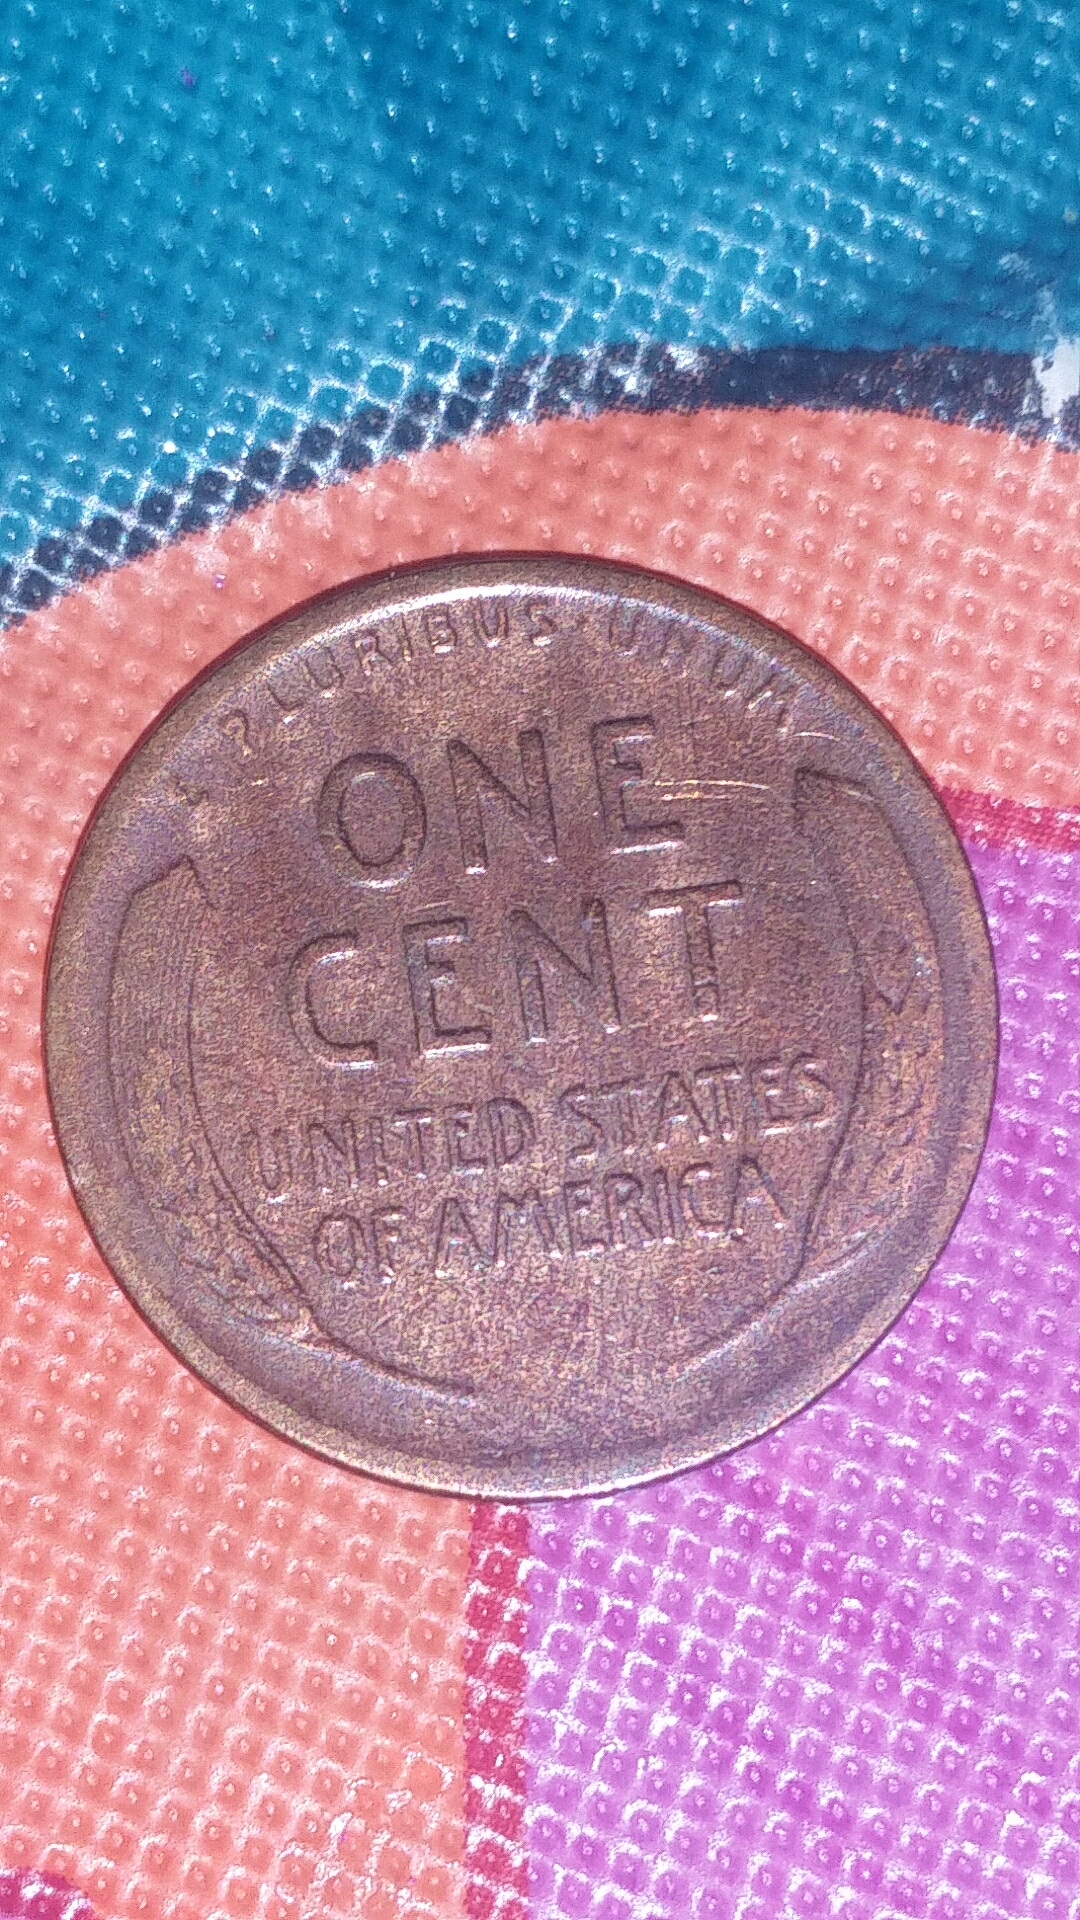 PLURIBUS · UNUM
ONE
CENT
UNITED STATES
OF AMERICA